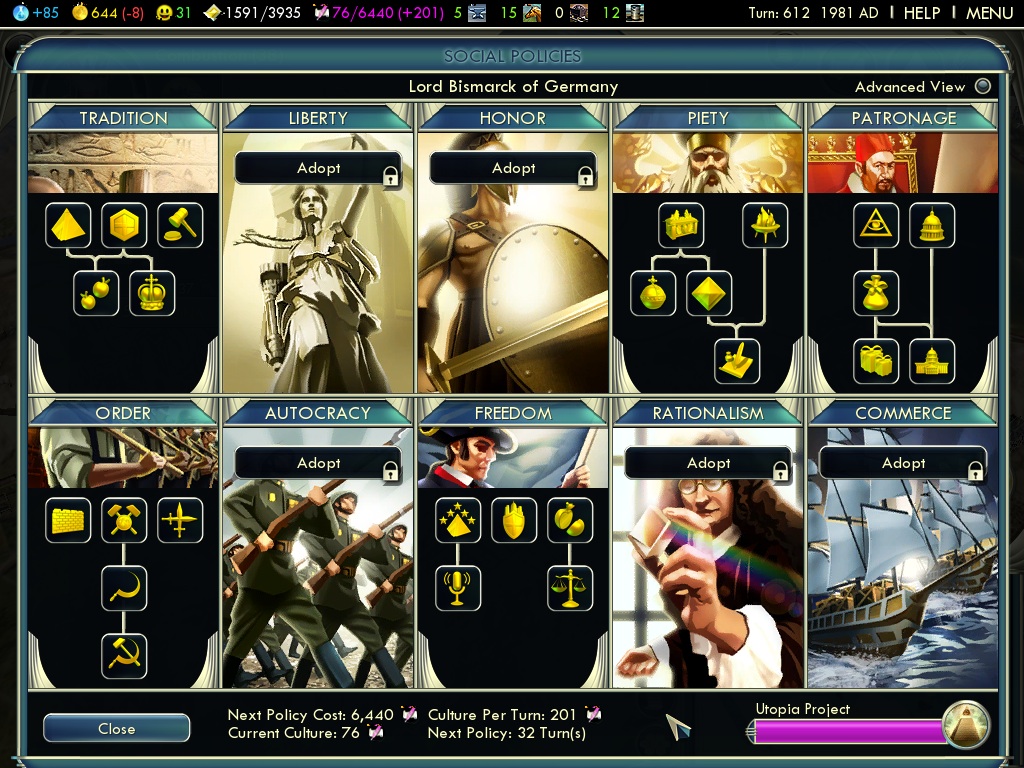 +85 644 (-8) 31 -1591/3935 76/6440 (+201) 5 15 0 12 Turn: 612 1981 AD | HELP | MENU
SOCIAL POLICIES
Lord Bismarck of Germany
Advanced View
TRADITION LIBERTY HONOR PIETY PATRONAGE
Adopt Adopt
ORDER AUTOCRACY FREEDOM RATIONALISM COMMERCE
Adopt Adopt Adopt
Utopia Project
Close
Next Policy Cost: 6,440 Culture Per Turn: 201
Current Culture: 76 Next Policy: 32 Turn(s)